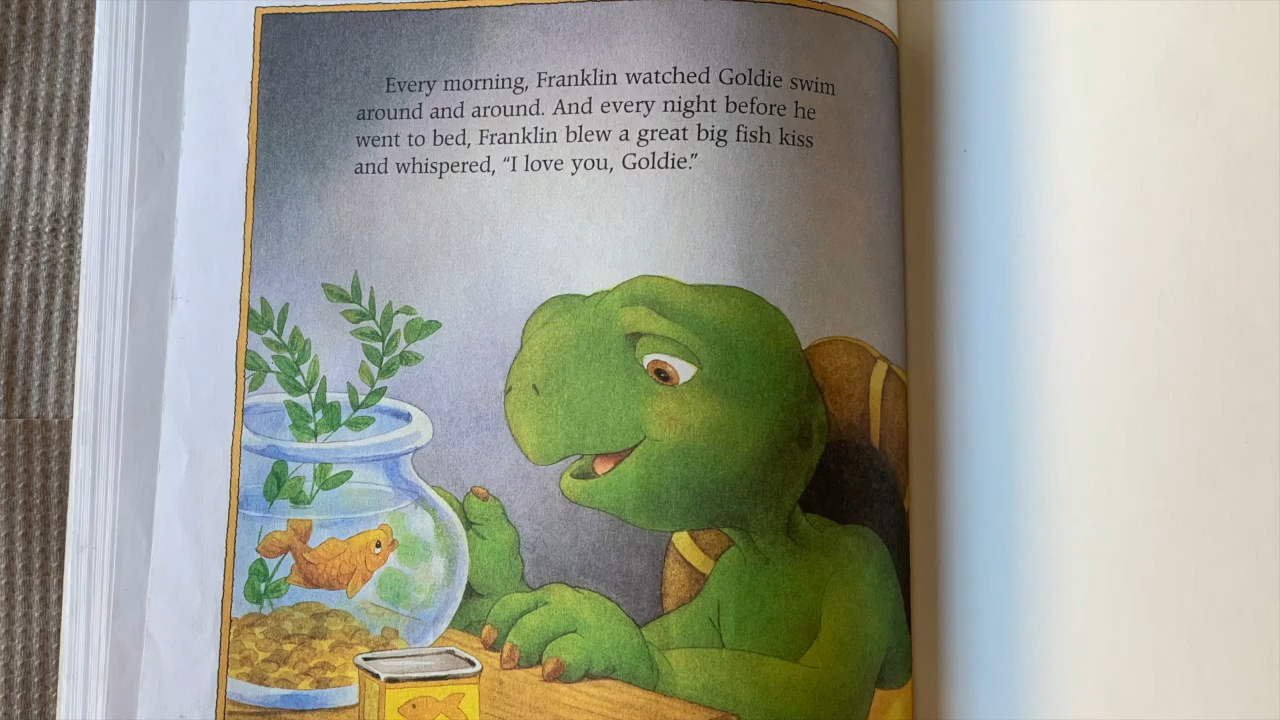 Every morning, Franklin watched Goldie swim
around and around. And every night before he
went to bed, Franklin blew a great big fish kiss
and whispered, “I love you, Goldie.”